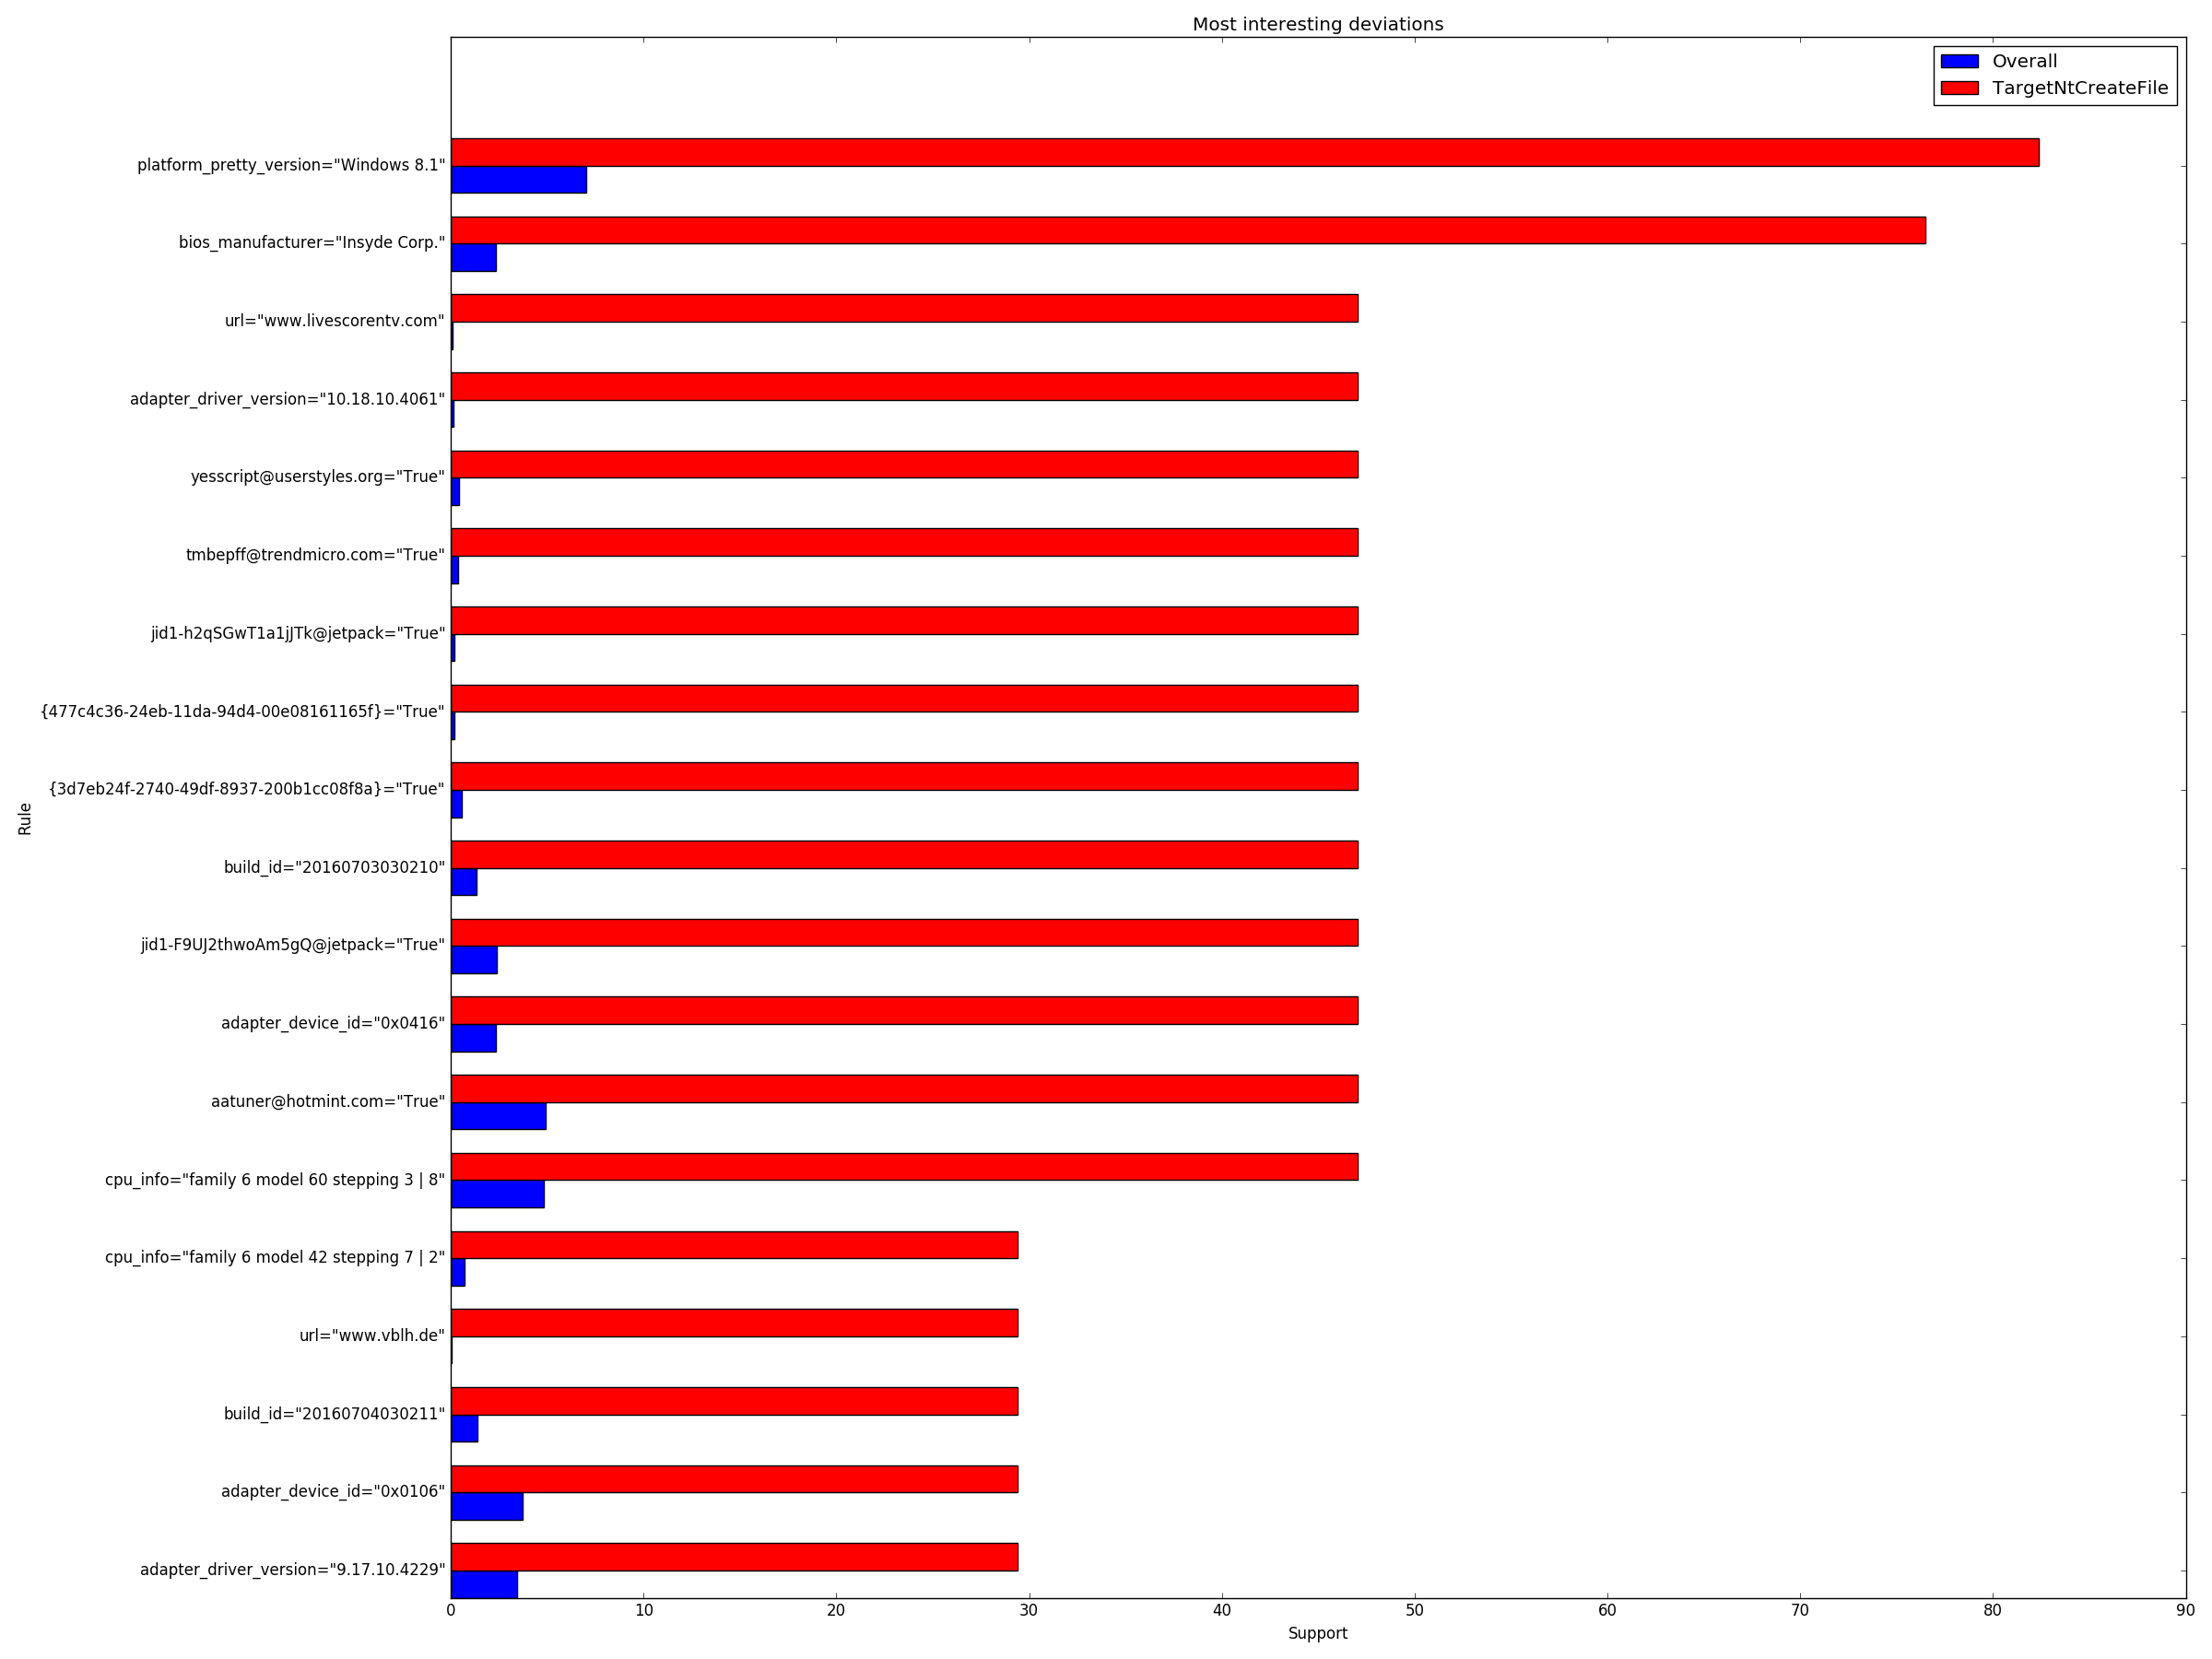 Most interesting deviations
Overall
TargetNtCreateFile
platform_pretty_version="Windows 8.1"
bios_manufacturer="Insyde Corp."
url="www.livescorentv.com"
adapter_driver_version="10.18.10.4061"
yesscript@userstyles.org="True"
tmbepff@trendmicro.com="True"
jid1-h2qSGwT1a1jJTk@jetpack="True"
{477c4c36-24eb-11da-94d4-00e08161165f}="True"
{3d7eb24f-2740-49df-8937-200b1cc08f8a}="True"
Rule
build_id="20160703030210"
jid1-F9UJ2thwoAm5gQ@jetpack="True"
adapter_device_id="0x0416"
aatuner@hotmint.com="True"
cpu_info="family 6 model 60 stepping 3 | 8"
cpu_info="family 6 model 42 stepping 7 | 2"
url="www.vblh.de"
build_id="20160704030211"
adapter_device_id="0x0106"
adapter_driver_version="9.17.10.4229"
0 10 20 30 40 50 60 70 80 90
Support